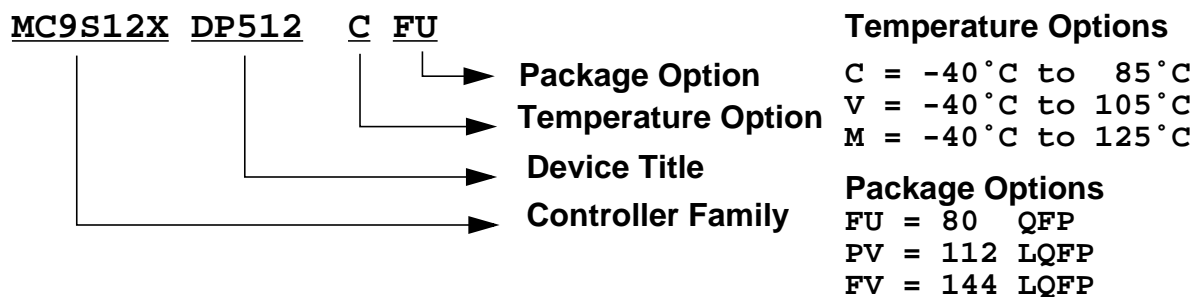 MC9S12X DP512 C FU
Package Option
Temperature Option
Device Title
Controller Family
Temperature Options
C = -40˚C to 85˚C
V = -40˚C to 105˚C
M = -40˚C to 125˚C
Package Options
FU = 80 QFP
PV = 112 LQFP
FV = 144 LQFP